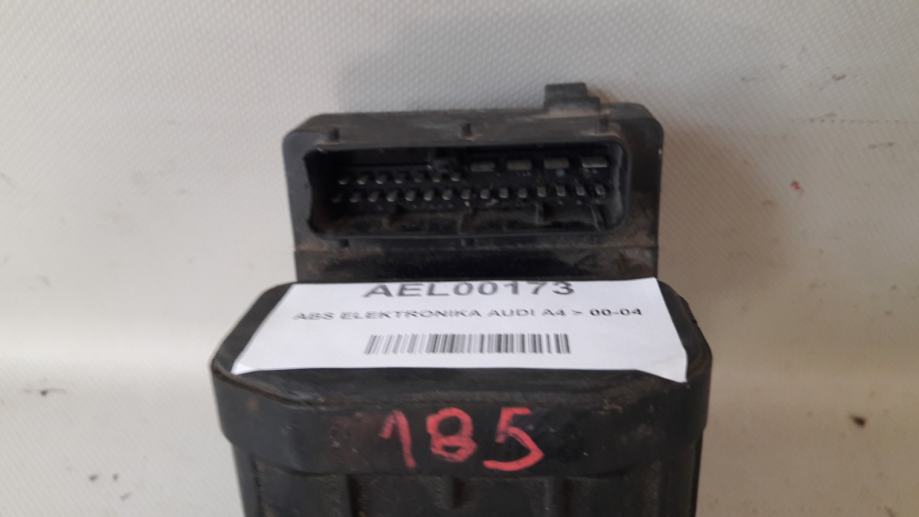 AEL00173
ABS ELEKTRONIKA AUDI A4 > 00-04
185